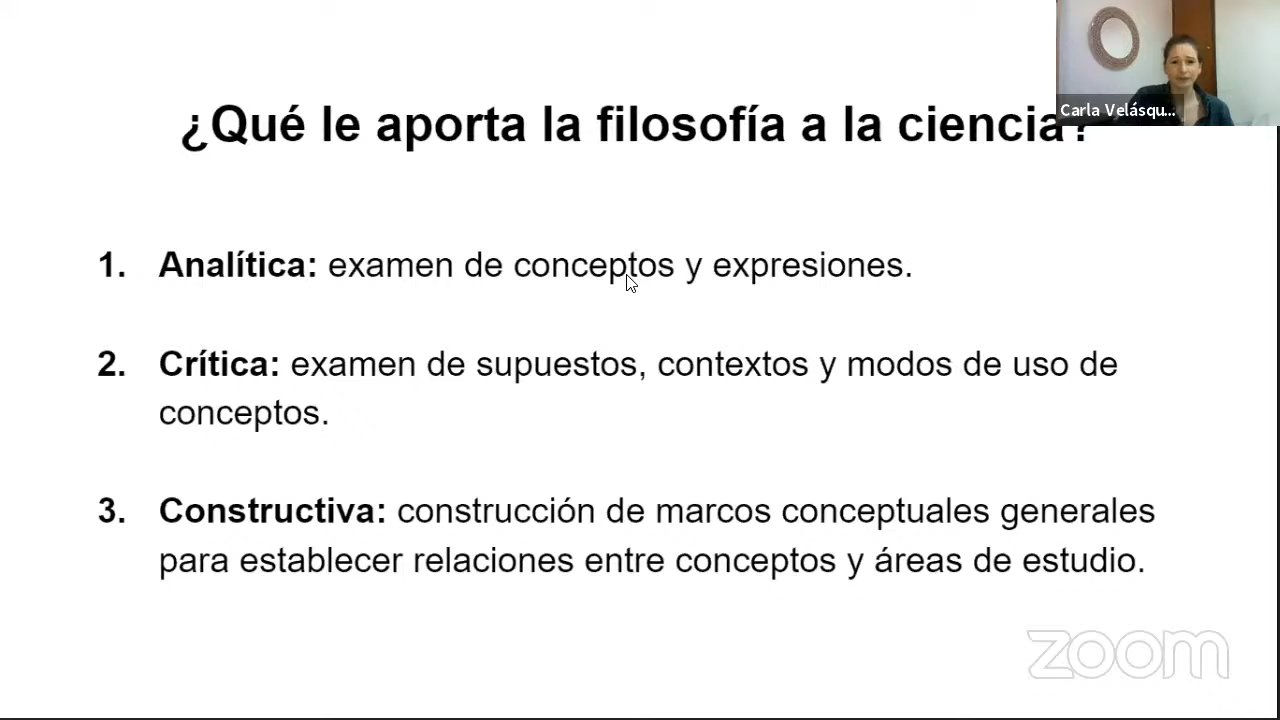 ¿Qué le aporta la filosofía a la ciencia?
Carla Velásqu...
1. Analítica: examen de conceptos y expresiones.
2. Crítica: examen de supuestos, contextos y modos de uso de
conceptos.
3. Constructiva: construcción de marcos conceptuales generales
para establecer relaciones entre conceptos y áreas de estudio.
zoom